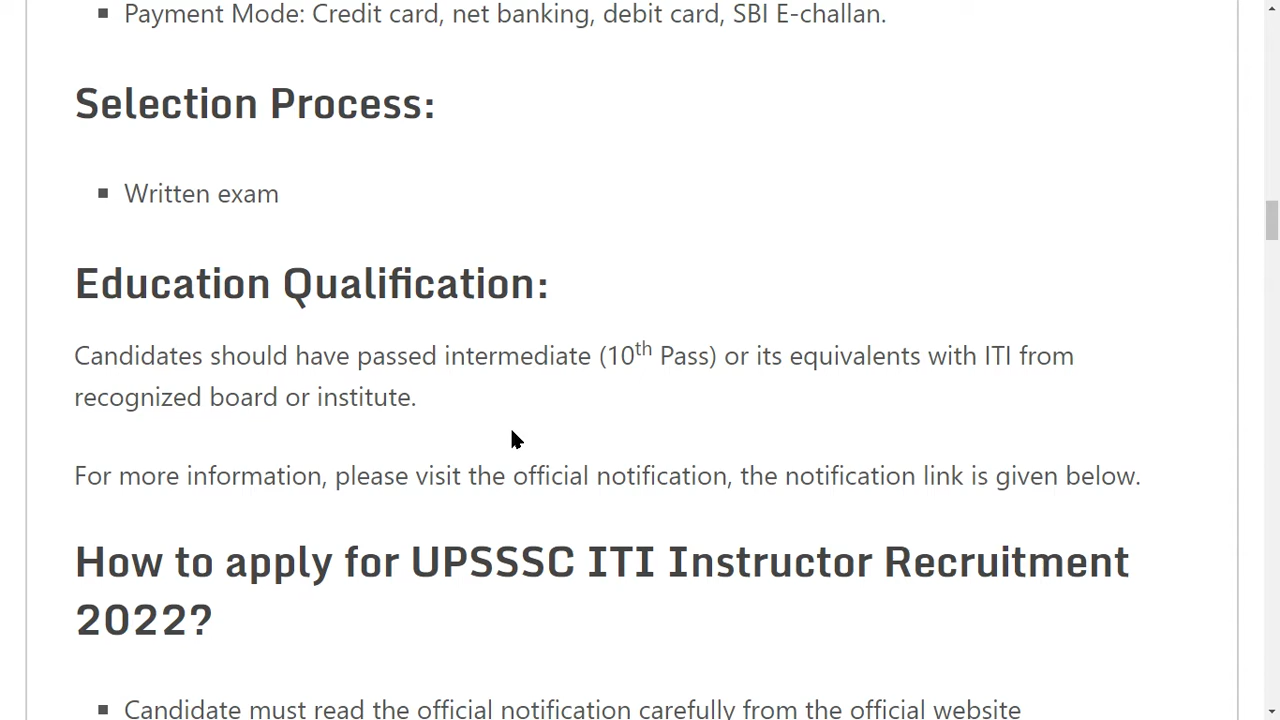 ▪ Payment Mode: Credit card, net banking, debit card, SBI E-challan.
Selection Process:
▪ Written exam
Education Qualification:
Candidates should have passed intermediate (10th Pass) or its equivalents with ITI from
recognized board or institute.
For more information, please visit the official notification, the notification link is given below.
How to apply for UPSSSC ITI Instructor Recruitment
2022?
▪ Candidate must read the official notification carefully from the official website